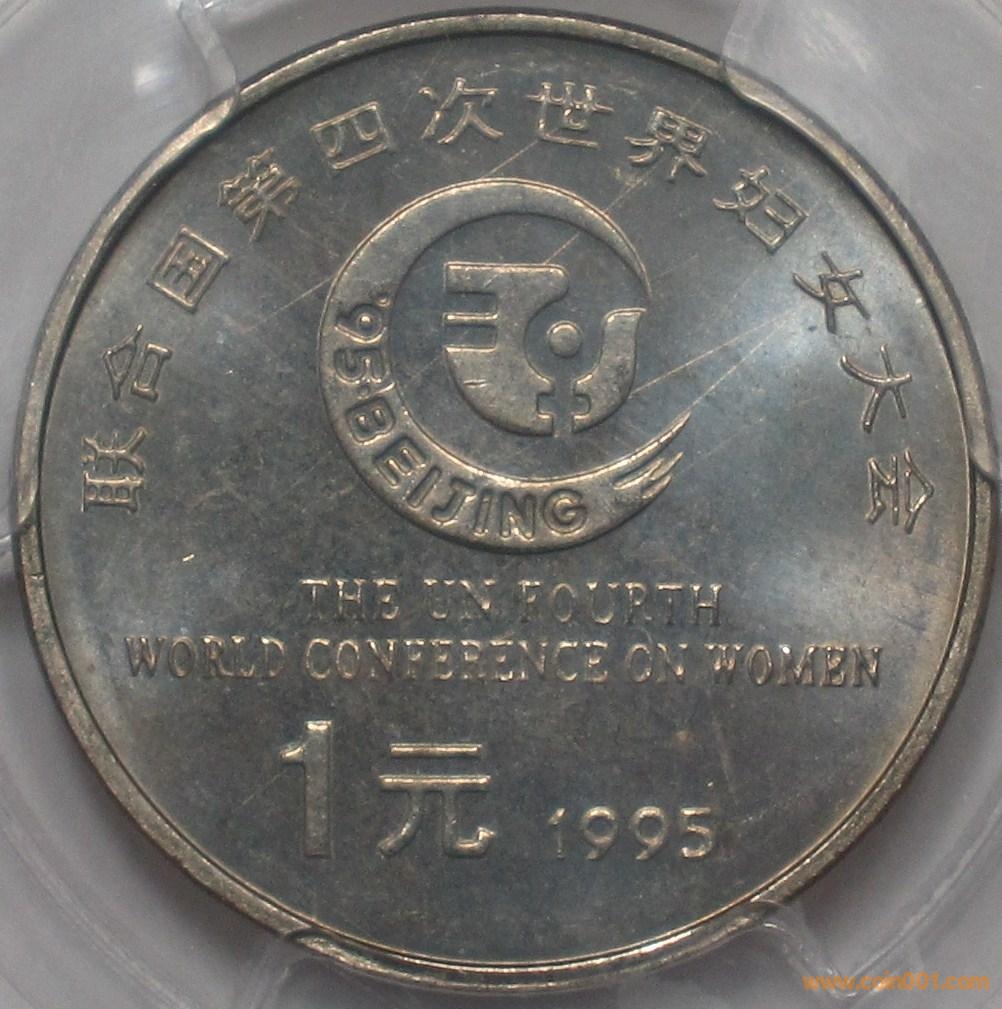 联合国第四次世界妇女大会
'95·BEIJING
THE UN FOURTH
WORLD CONFERENCE ON WOMEN
1元 1995
www.coin001.com